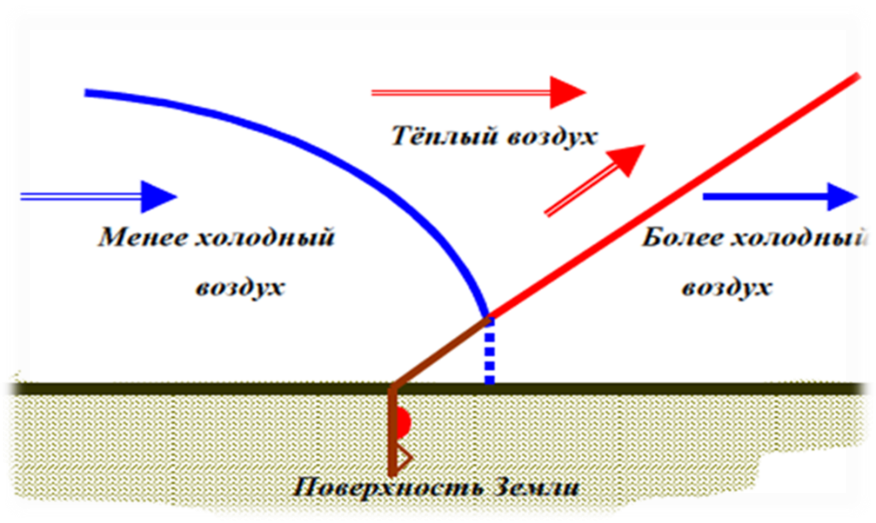 Тёплый воздух
Менее холодный
воздух
Более холодный
воздух
Поверхность Земли